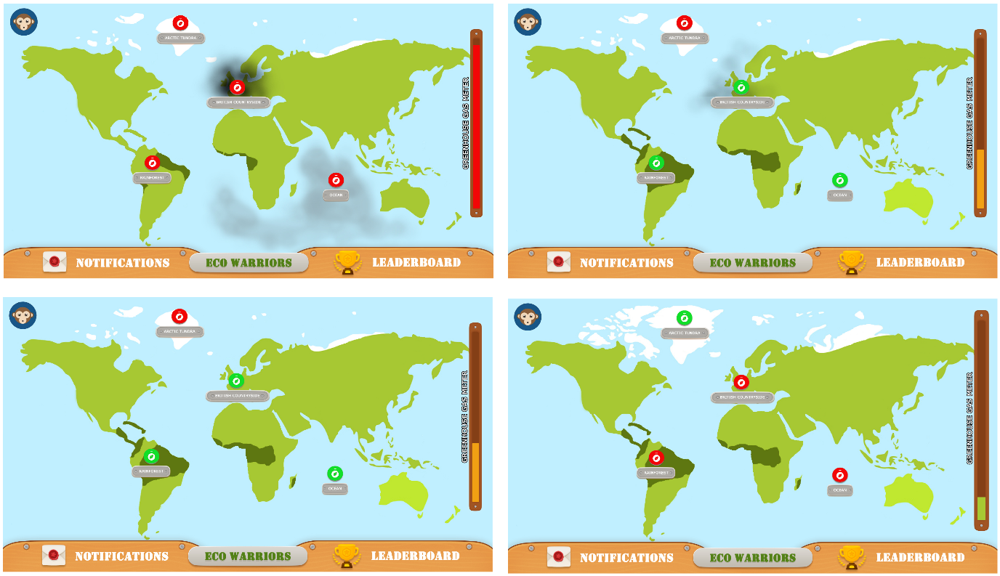 ARCTIC TUNDRA
BRITISH COUNTRYSIDE
GREENHOUSE GAS METER
RAINFOREST
OCEAN
NOTIFICATIONS
ECO WARRIORS
LEADERBOARD
ARCTIC TUNDRA
BRITISH COUNTRYSIDE
GREENHOUSE GAS METER
RAINFOREST
OCEAN
NOTIFICATIONS
ECO WARRIORS
LEADERBOARD
ARCTIC TUNDRA
BRITISH COUNTRYSIDE
GREENHOUSE GAS METER
RAINFOREST
OCEAN
NOTIFICATIONS
ECO WARRIORS
LEADERBOARD
ARCTIC TUNDRA
BRITISH COUNTRYSIDE
GREENHOUSE GAS METER
RAINFOREST
OCEAN
NOTIFICATIONS
ECO WARRIORS
LEADERBOARD